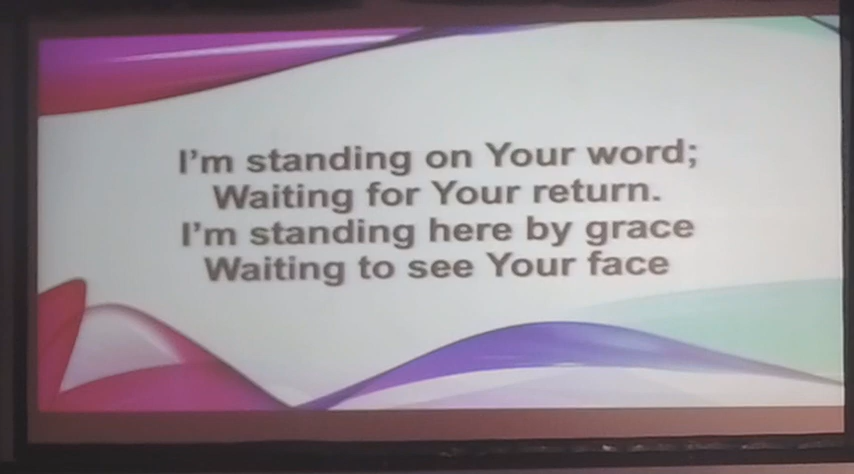 I'm standing on Your word;
Waiting for Your return.
I'm standing here by grace
Waiting to see Your face